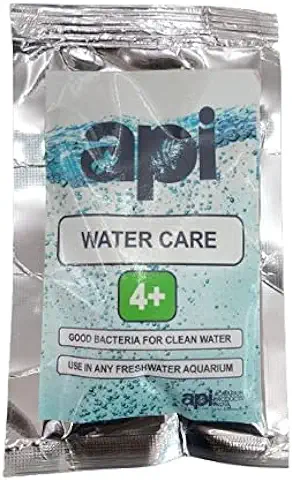 api
WATER CARE
4+
GOOD BACTERIA FOR CLEAN WATER
USE IN ANY FRESHWATER AQUARIUM
api